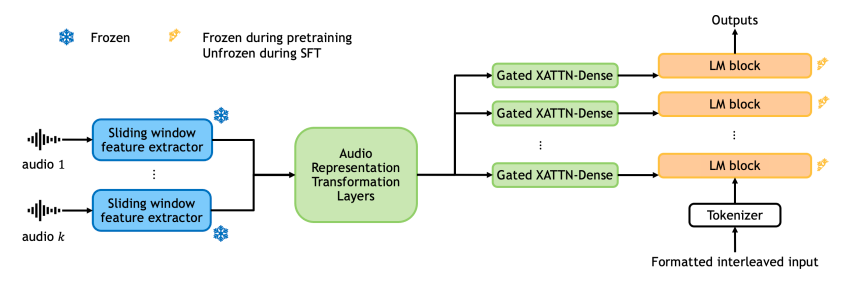 Frozen
Frozen during pretraining
Unfrozen during SFT
Outputs
LM block
Gated XATTN-Dense
LM block
Gated XATTN-Dense
...
...
LM block
Gated XATTN-Dense
Sliding window
feature extractor
audio 1
...
Sliding window
feature extractor
audio k
Audio
Representation
Transformation
Layers
Tokenizer
Formatted interleaved input